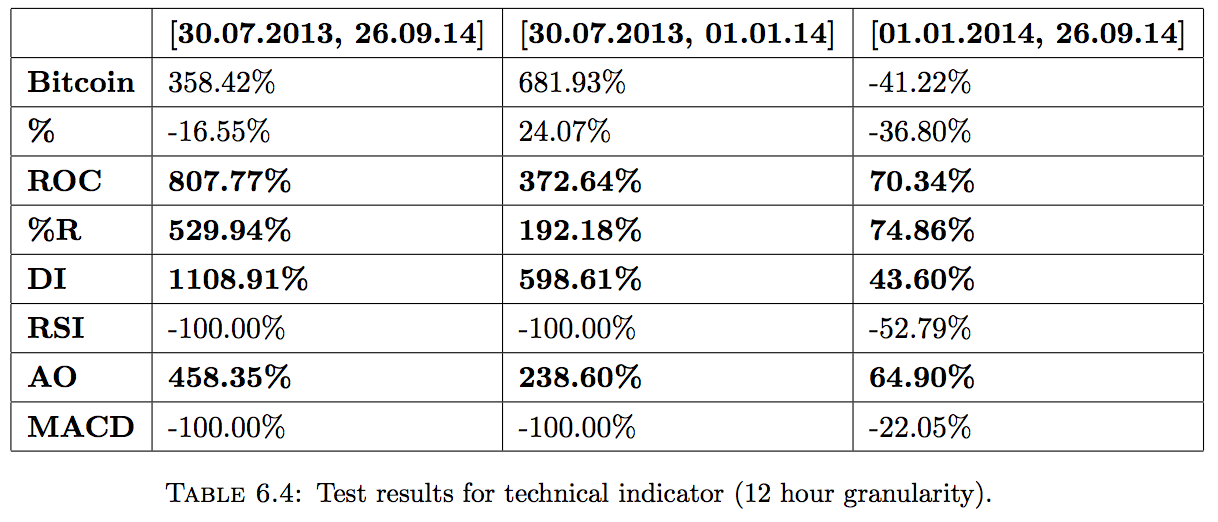 [30.07.2013, 26.09.14] [30.07.2013, 01.01.14] [01.01.2014, 26.09.14]
Bitcoin 358.42% 681.93% -41.22%
% -16.55% 24.07% -36.80%
ROC 807.77% 372.64% 70.34%
%R 529.94% 192.18% 74.86%
DI 1108.91% 598.61% 43.60%
RSI -100.00% -100.00% -52.79%
AO 458.35% 238.60% 64.90%
MACD -100.00% -100.00% -22.05%
TABLE 6.4: Test results for technical indicator (12 hour granularity).